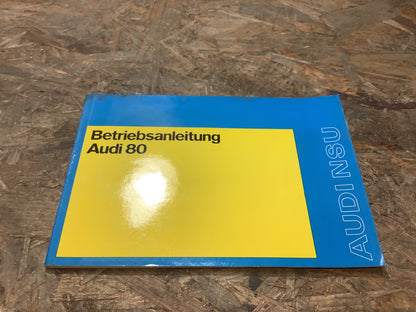 Betriebsanleitung
Audi 80
AUDI NSU